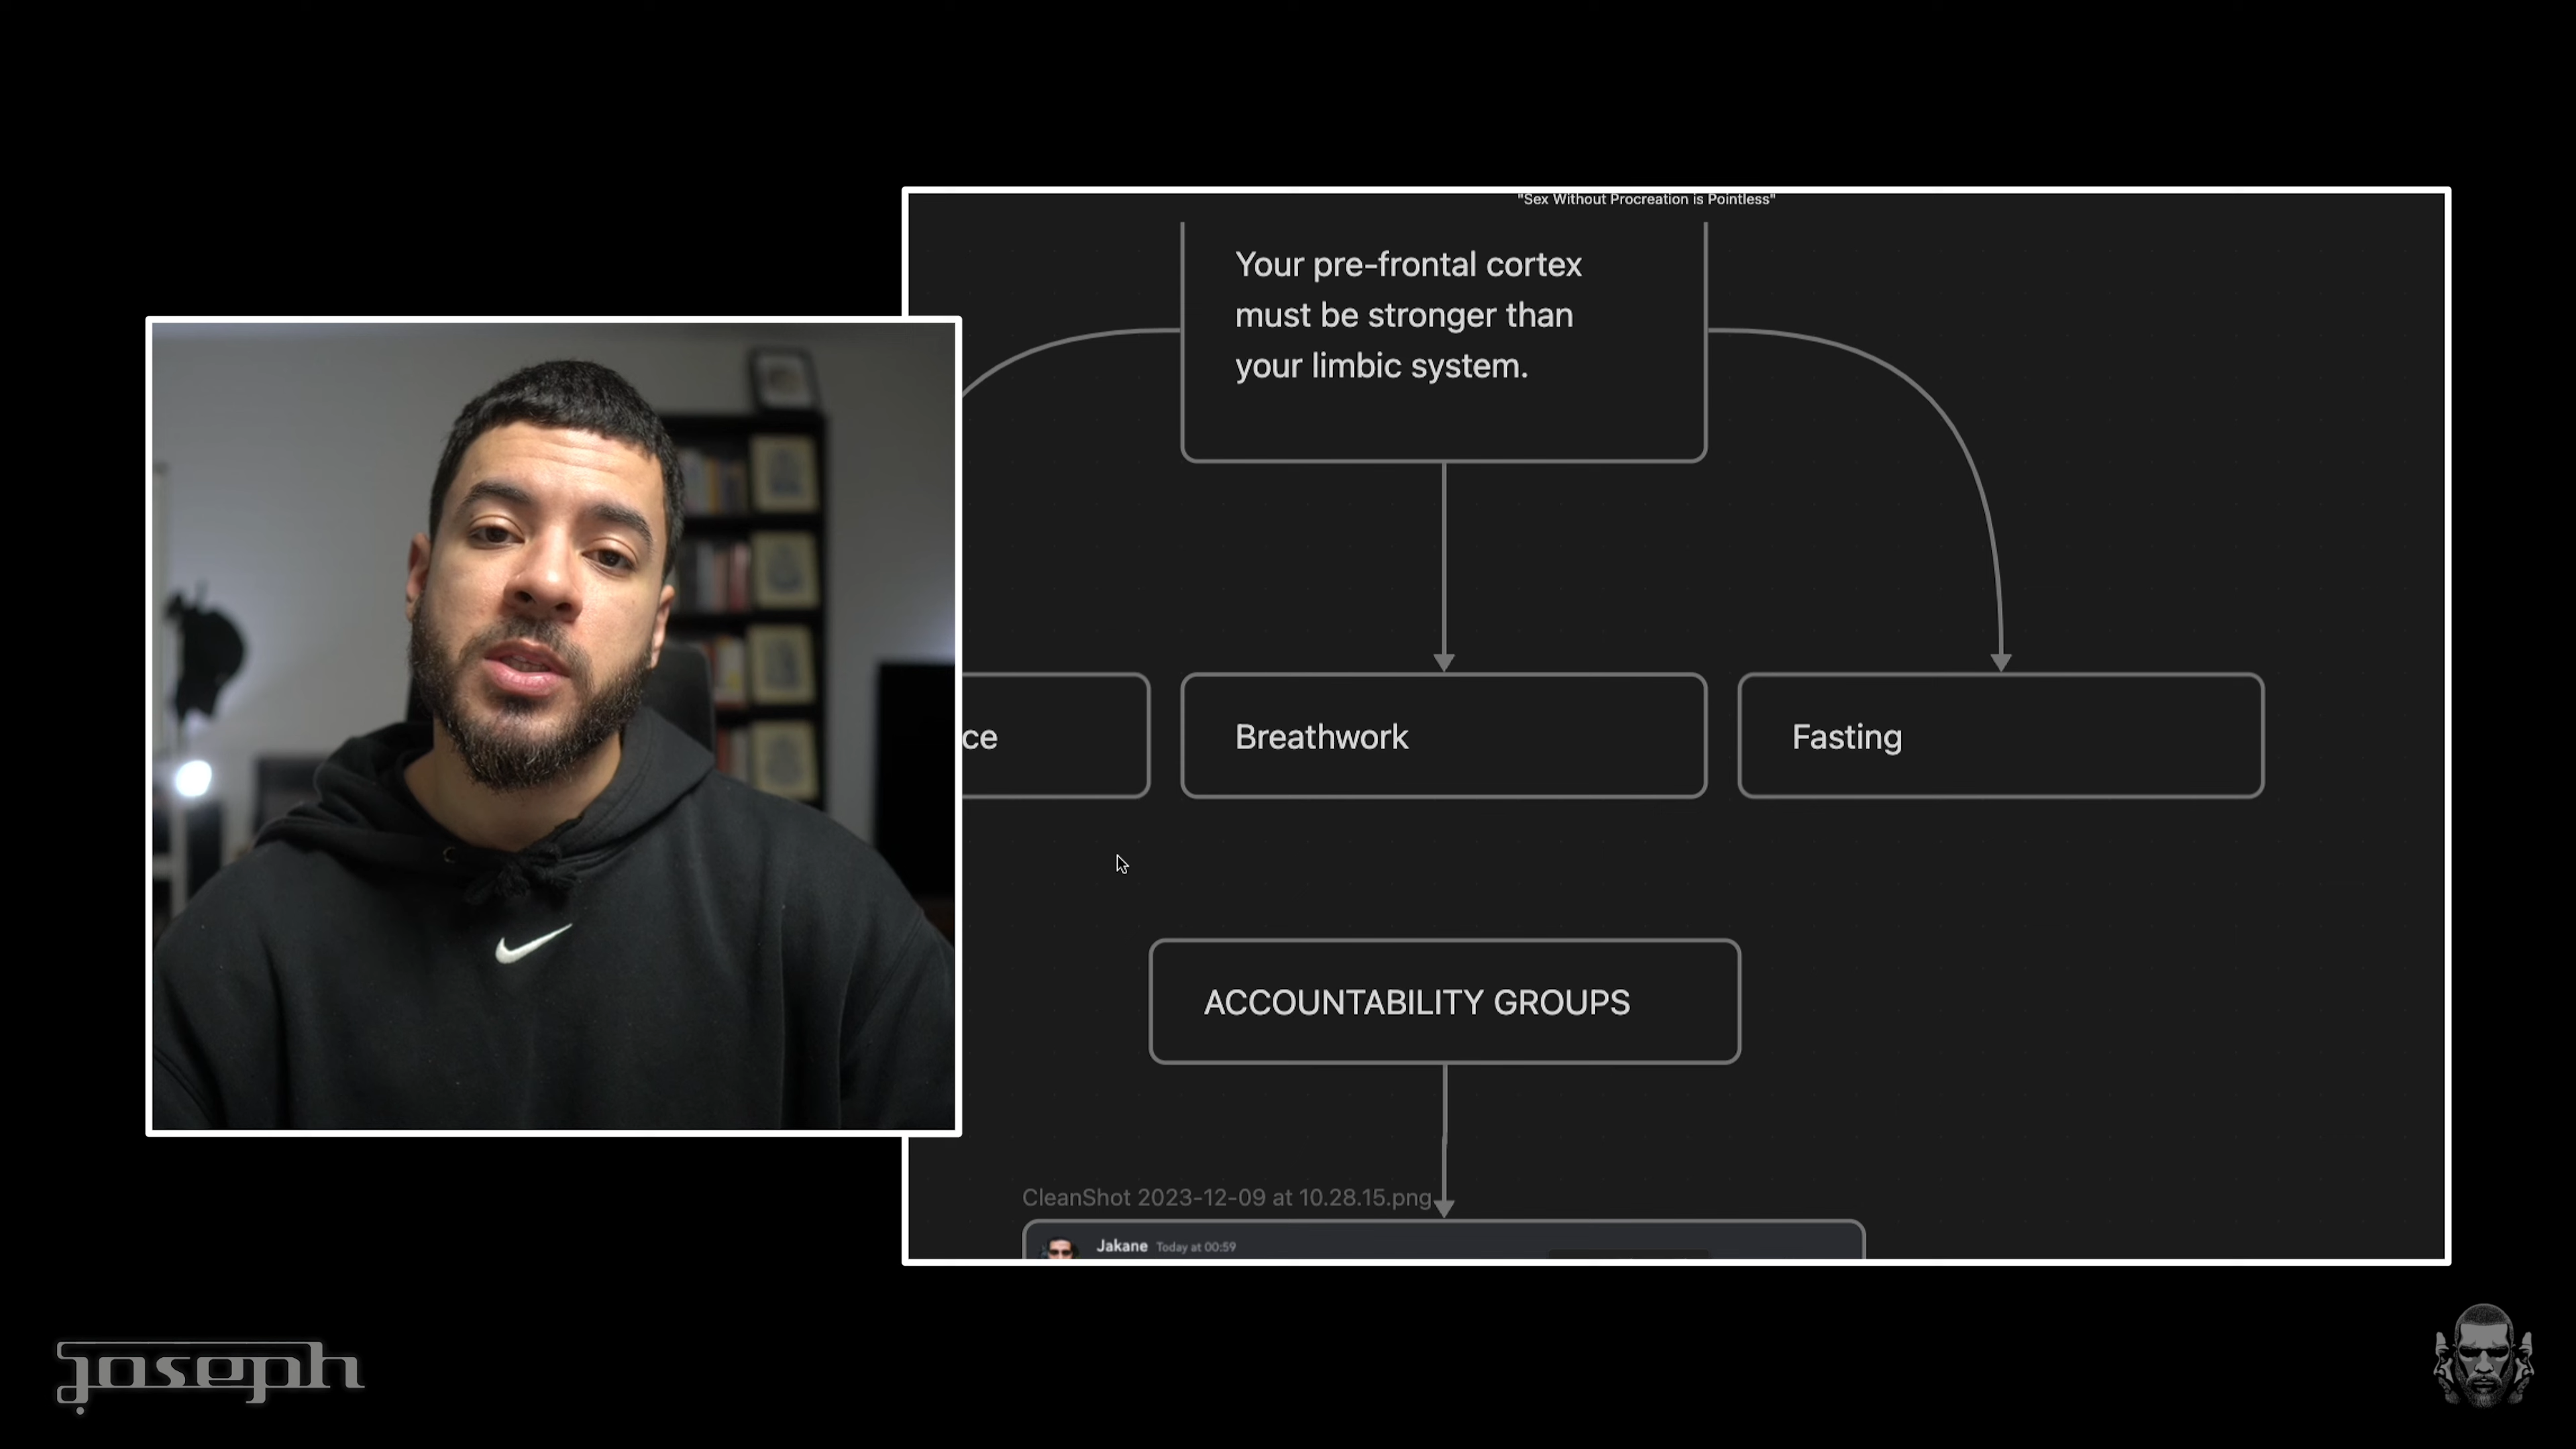 "Sex Without Procreation is Pointless"
Your pre-frontal cortex
must be stronger than
your limbic system.
ce
Breathwork
Fasting
ACCOUNTABILITY GROUPS
CleanShot 2023-12-09 at 10.28.15.png
Jakane Today at 00:59
joseph